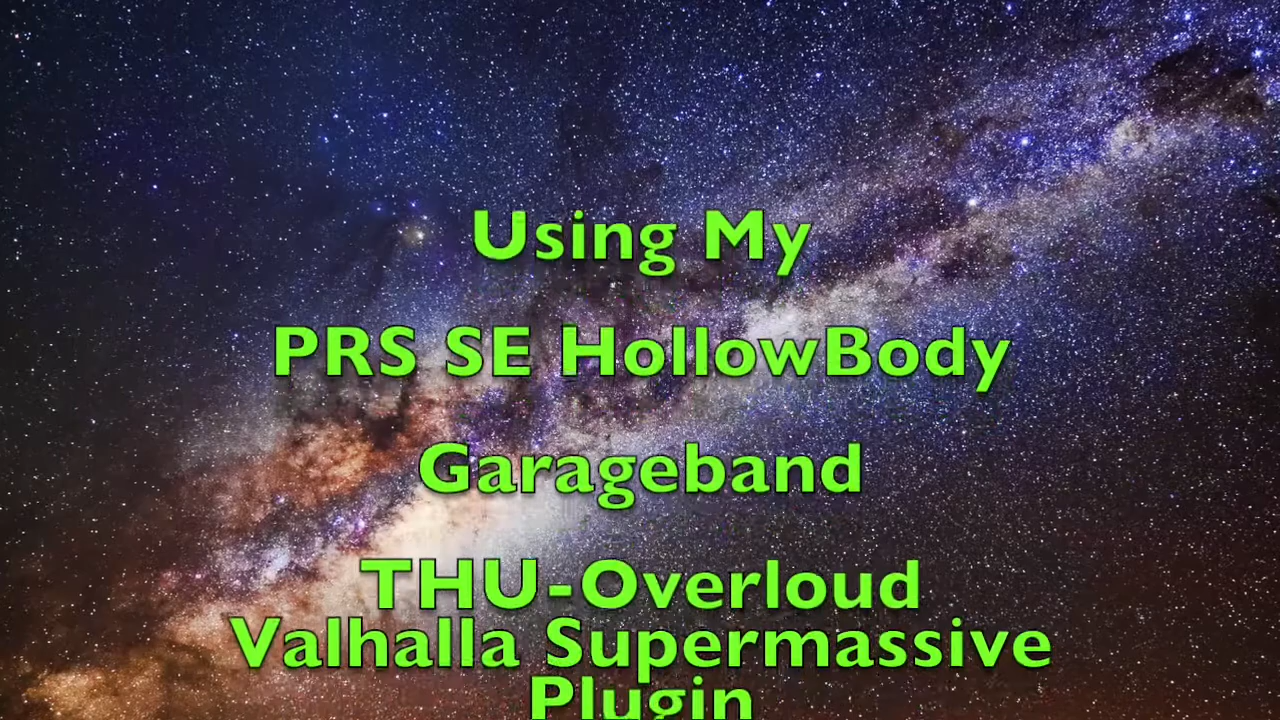 Using My
PRS SE HollowBody
Garageband
THU-Overloud
Valhalla Supermassive
Plugin